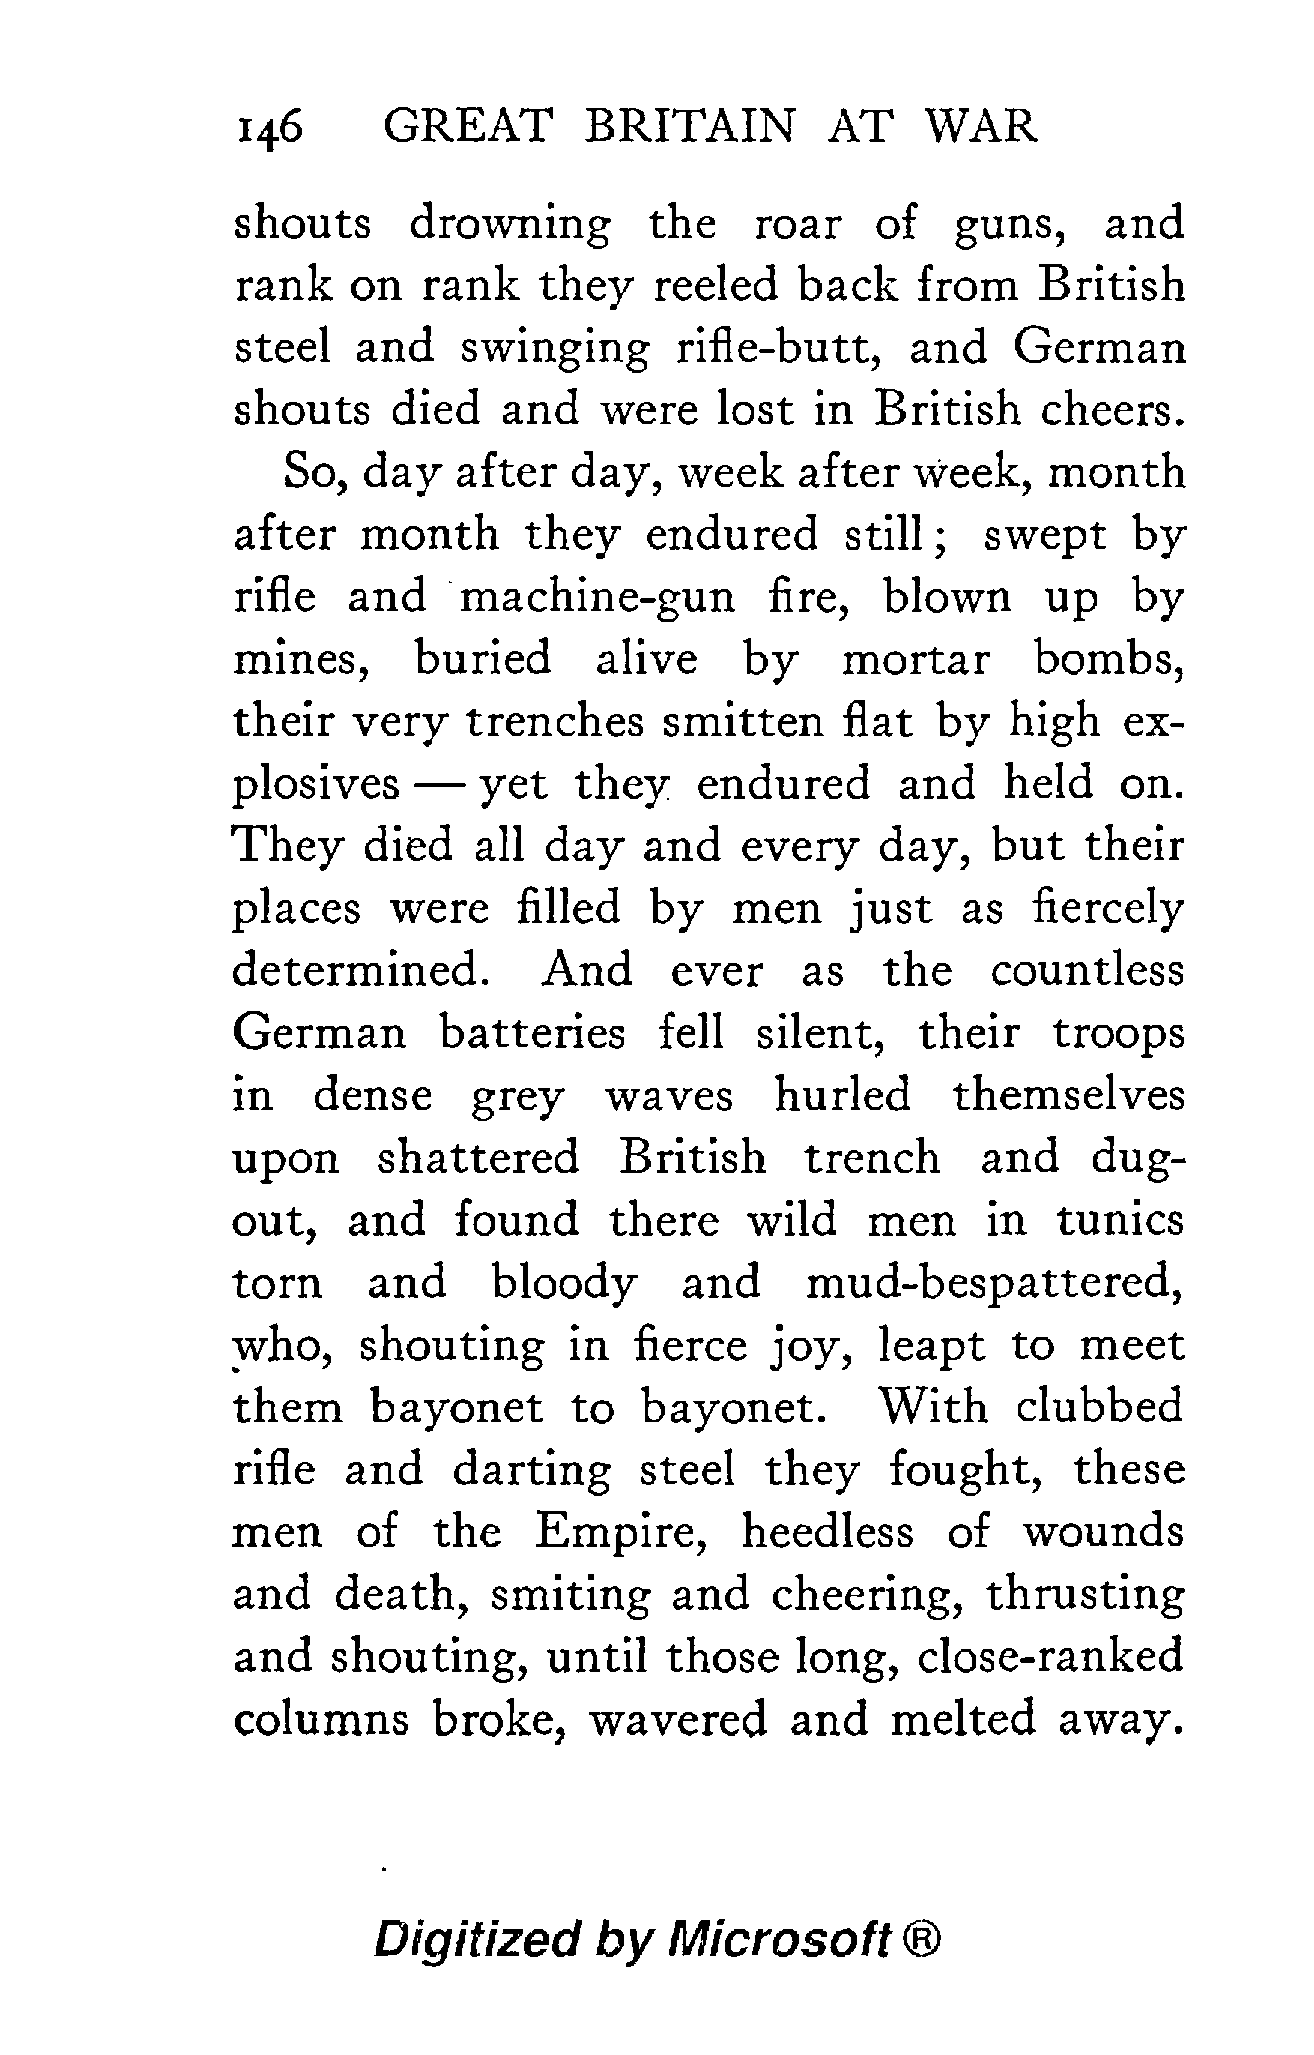 146 GREAT BRITAIN AT WAR
shouts drowning the roar of guns, and
rank on rank they reeled back from British
steel and swinging rifle-butt, and German
shouts died and were lost in British cheers.
So, day after day, week after week, month
after month they endured still; swept by
rifle and machine-gun fire, blown up by
mines, buried alive by mortar bombs,
their very trenches smitten flat by high ex-
plosives — yet they endured and held on.
They died all day and every day, but their
places were filled by men just as fiercely
determined. And ever as the countless
German batteries fell silent, their troops
in dense grey waves hurled themselves
upon shattered British trench and dug-
out, and found there wild men in tunics
torn and bloody and mud-bespattered,
who, shouting in fierce joy, leapt to meet
them bayonet to bayonet. With clubbed
rifle and darting steel they fought, these
men of the Empire, heedless of wounds
and death, smiting and cheering, thrusting
and shouting, until those long, close-ranked
columns broke, wavered and melted away.
Digitized by Microsoft ®